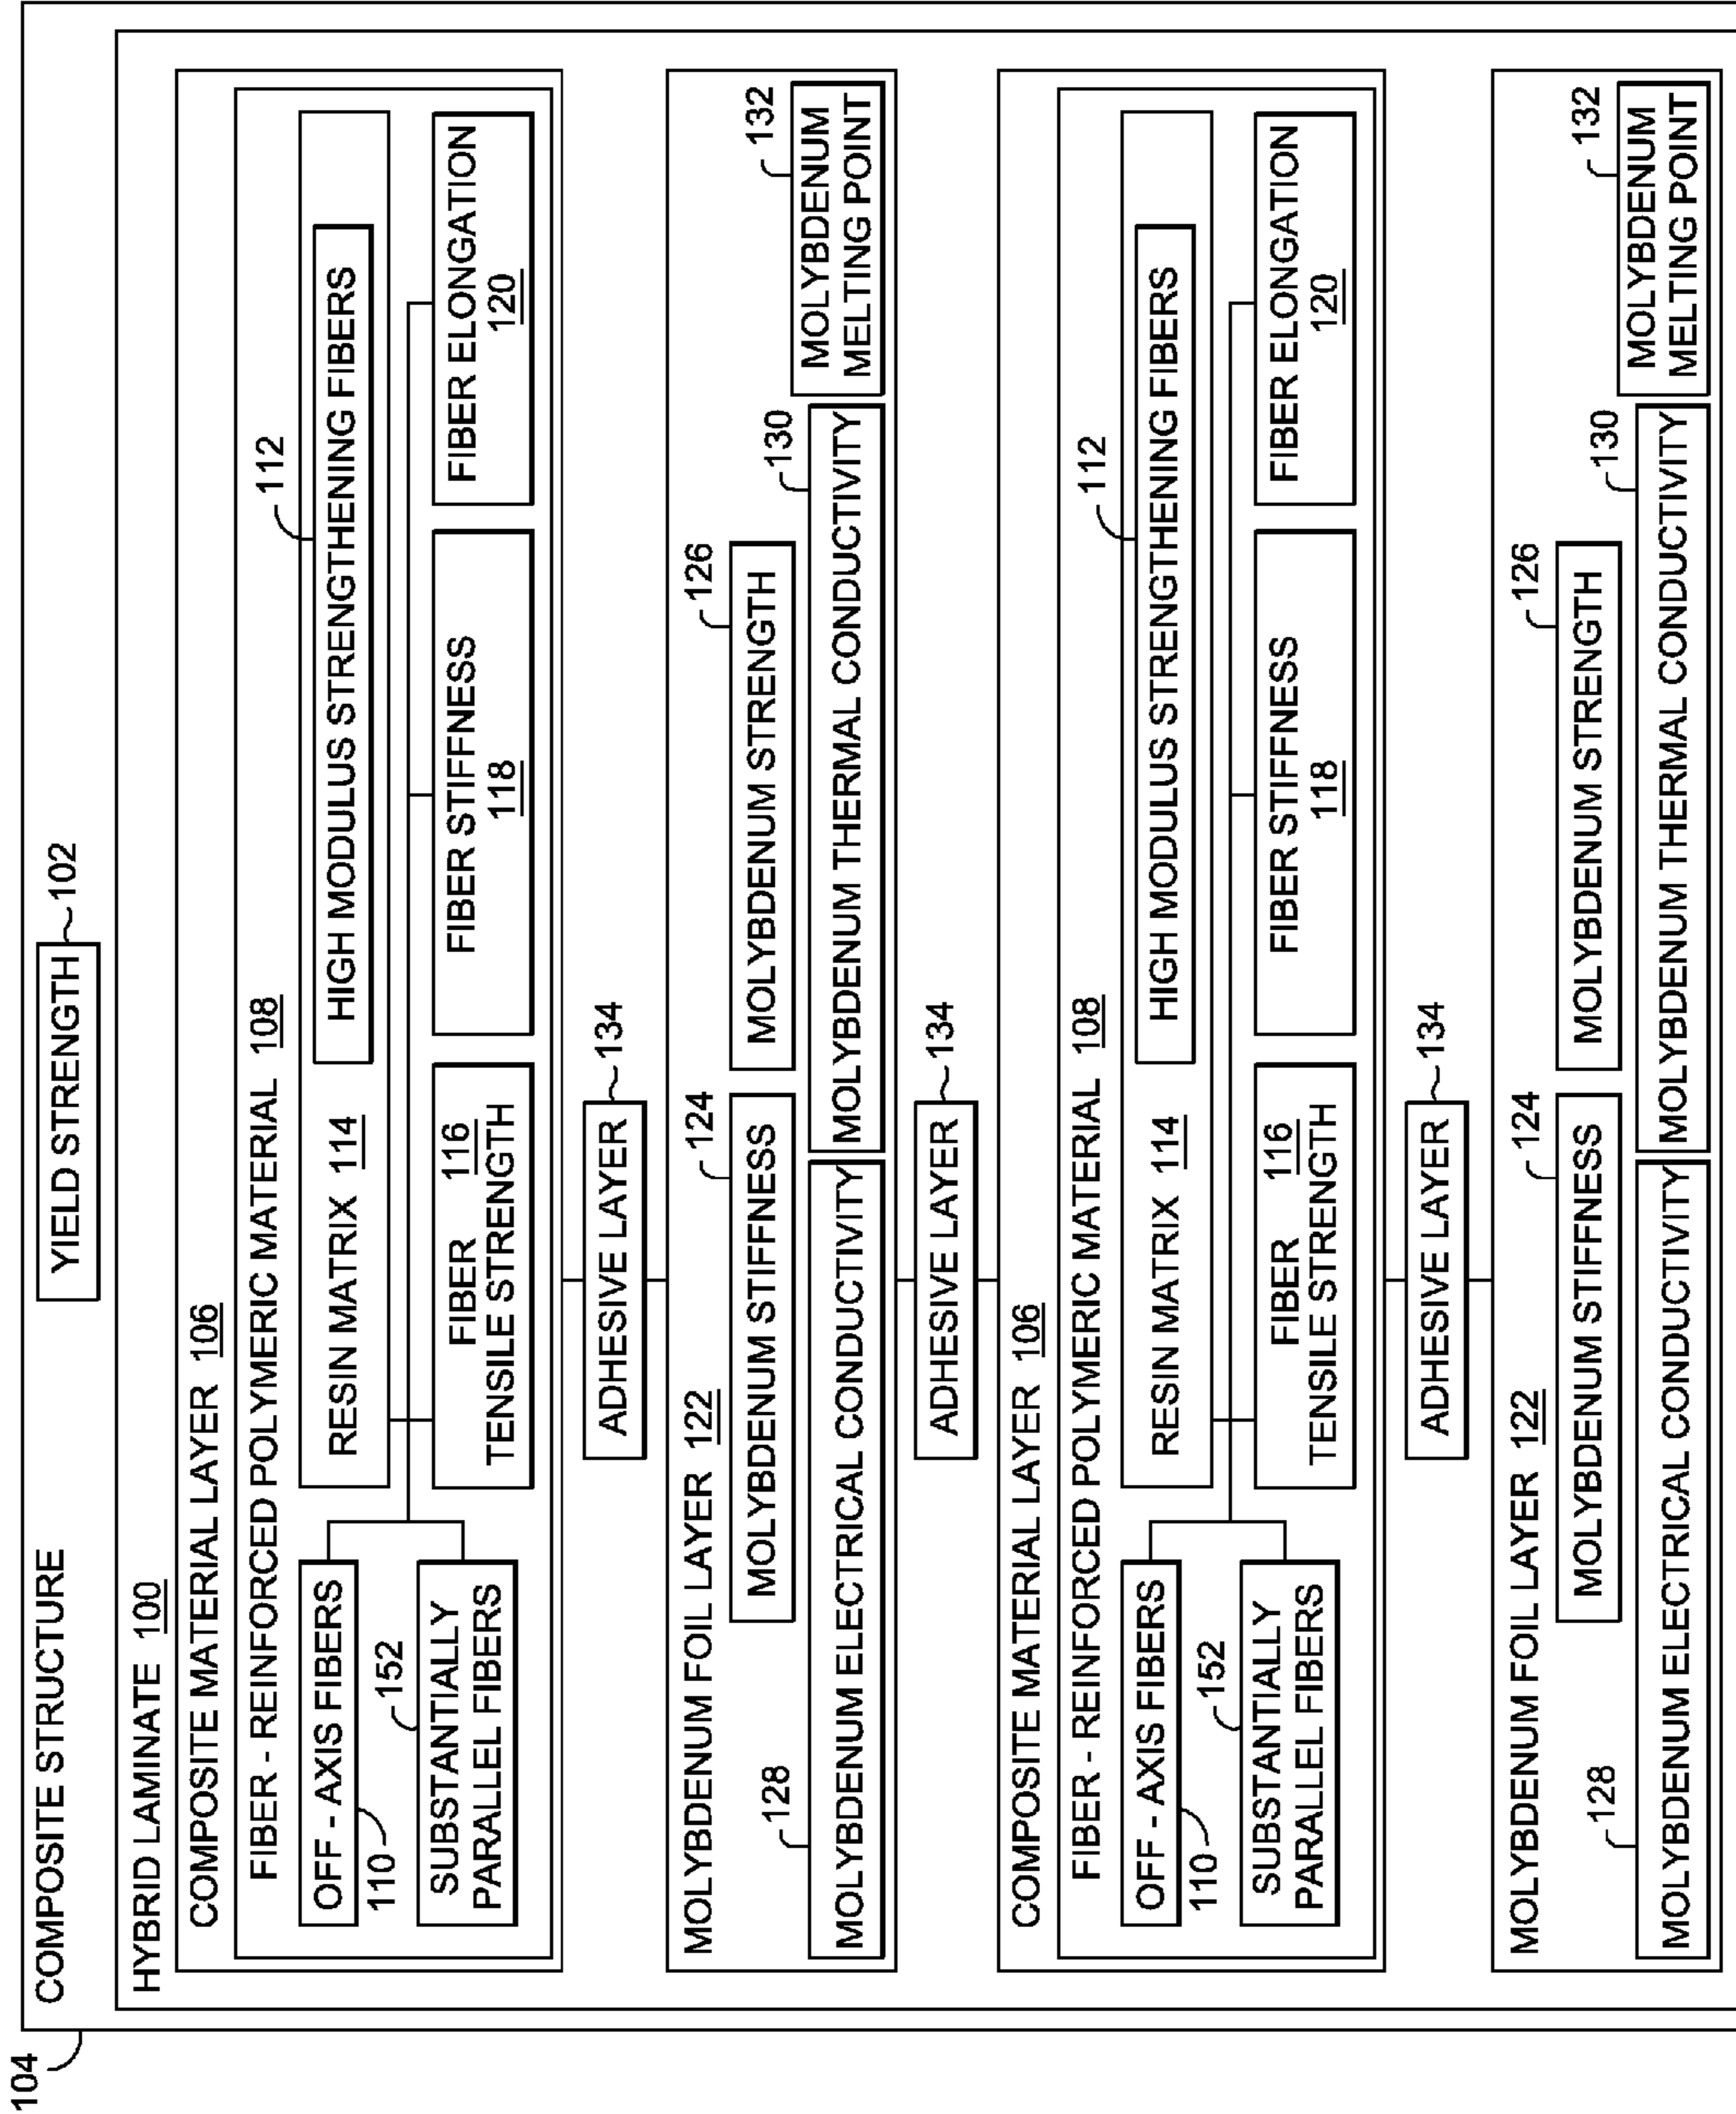 104
COMPOSITE STRUCTURE
YIELD STRENGTH
102
HYBRID LAMINATE 100
COMPOSITE MATERIAL LAYER 106
FIBER - REINFORCED POLYMERIC MATERIAL 108
112
OFF - AXIS FIBERS
RESIN MATRIX 114
HIGH MODULUS STRENGTHENING FIBERS
110
152
SUBSTANTIALLY
PARALLEL FIBERS
FIBER 116
TENSILE STRENGTH
FIBER STIFFNESS
118
FIBER ELONGATION
120
ADHESIVE LAYER
134
MOLYBDENUM FOIL LAYER 122
124
126
132
MOLYBDENUM STIFFNESS
MOLYBDENUM STRENGTH
128
130
MOLYBDENUM
MELTING POINT
MOLYBDENUM ELECTRICAL CONDUCTIVITY
MOLYBDENUM THERMAL CONDUCTIVITY
ADHESIVE LAYER
134
COMPOSITE MATERIAL LAYER 106
FIBER - REINFORCED POLYMERIC MATERIAL 108
112
OFF - AXIS FIBERS
RESIN MATRIX 114
HIGH MODULUS STRENGTHENING FIBERS
110
152
SUBSTANTIALLY
PARALLEL FIBERS
FIBER 116
TENSILE STRENGTH
FIBER STIFFNESS
118
FIBER ELONGATION
120
ADHESIVE LAYER
134
MOLYBDENUM FOIL LAYER 122
124
126
132
MOLYBDENUM STIFFNESS
MOLYBDENUM STRENGTH
128
130
MOLYBDENUM
MELTING POINT
MOLYBDENUM ELECTRICAL CONDUCTIVITY
MOLYBDENUM THERMAL CONDUCTIVITY